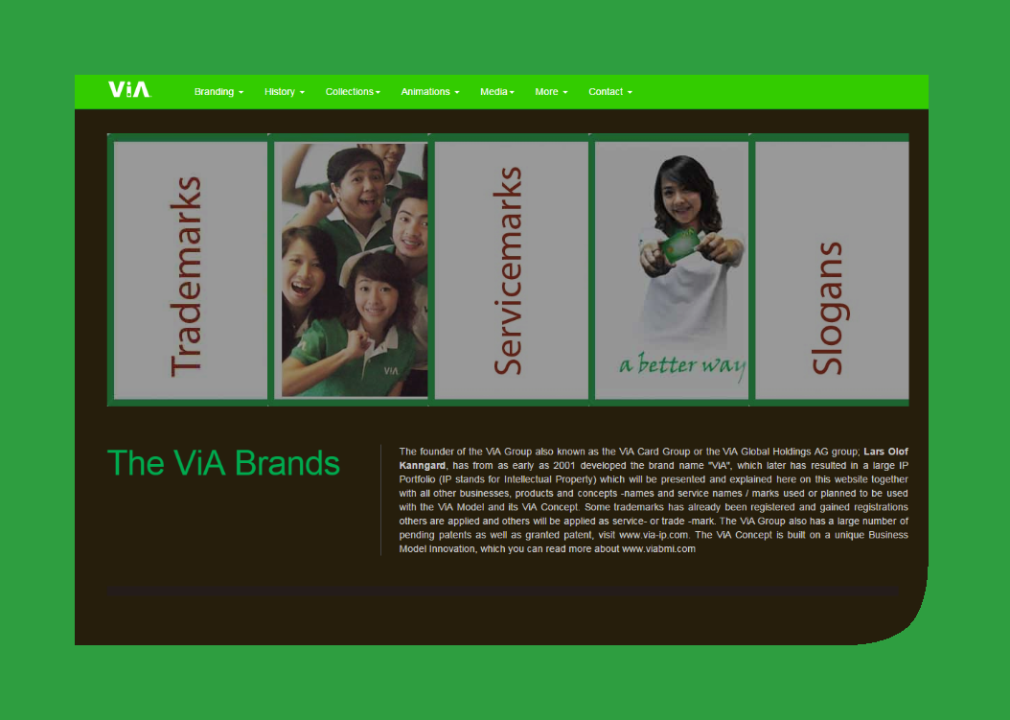 ViA
Branding History Collections Animations Media More Contact
Trademarks
ViA
Servicemarks
a better way
Slogans
The ViA Brands
The founder of the ViA Group also known as the ViA Card Group or the ViA Global Holdings AG group; Lars Olof
Kanngard, has from as early as 2001 developed the brand name "ViA", which later has resulted in a large IP
Portfolio (IP stands for Intellectual Property) which will be presented and explained here on this website together
with all other businesses, products and concepts -names and service names / marks used or planned to be used
with the ViA Model and its ViA Concept. Some trademarks has already been registered and gained registrations
others are applied and others will be applied as service- or trade -mark. The ViA Group also has a large number of
pending patents as well as granted patent, visit www.via-ip.com. The ViA Concept is built on a unique Business
Model Innovation, which you can read more about www.viabmi.com